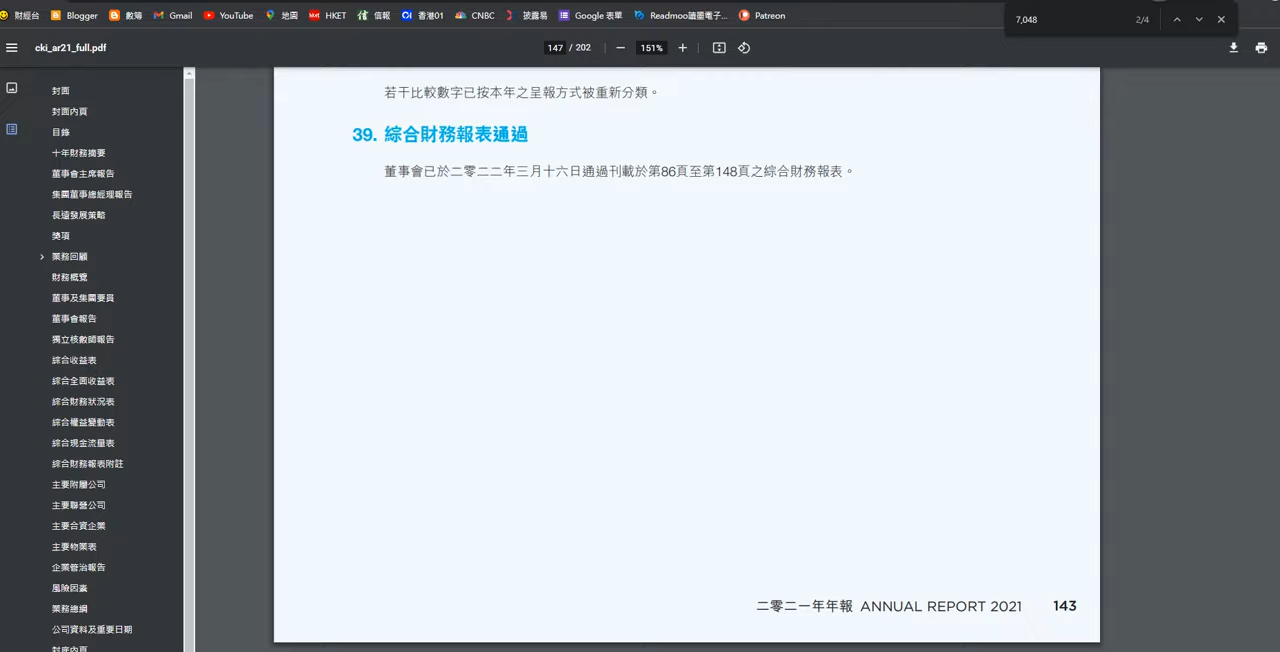 財經台 Blogger 數簿 Gmail YouTube 地圖 HKET 信報 香港01 CNBC 披露易 Google 表單 Readmoo讀墨電子... Patreon
7,048 2/4
cki_ar21_full.pdf
147 / 202 151%
封面
封面內頁
目錄
十年財務摘要
董事會主席報告
集團董事總經理報告
長遠發展策略
獎項
業務回顧
財務概覽
董事及集團要員
董事會報告
獨立核數師報告
綜合收益表
綜合全面收益表
綜合財務狀況表
綜合權益變動表
綜合現金流量表
綜合財務報表附註
主要附屬公司
主要聯營公司
主要合資企業
主要物業表
企業管治報告
風險因素
業務總綱
公司資料及重要日期
封底內頁
若干比較數字已按本年之呈報方式被重新分類。
39. 綜合財務報表通過
董事會已於二零二二年三月十六日通過刊載於第86頁至第148頁之綜合財務報表。
二零二一年年報 ANNUAL REPORT 2021 143